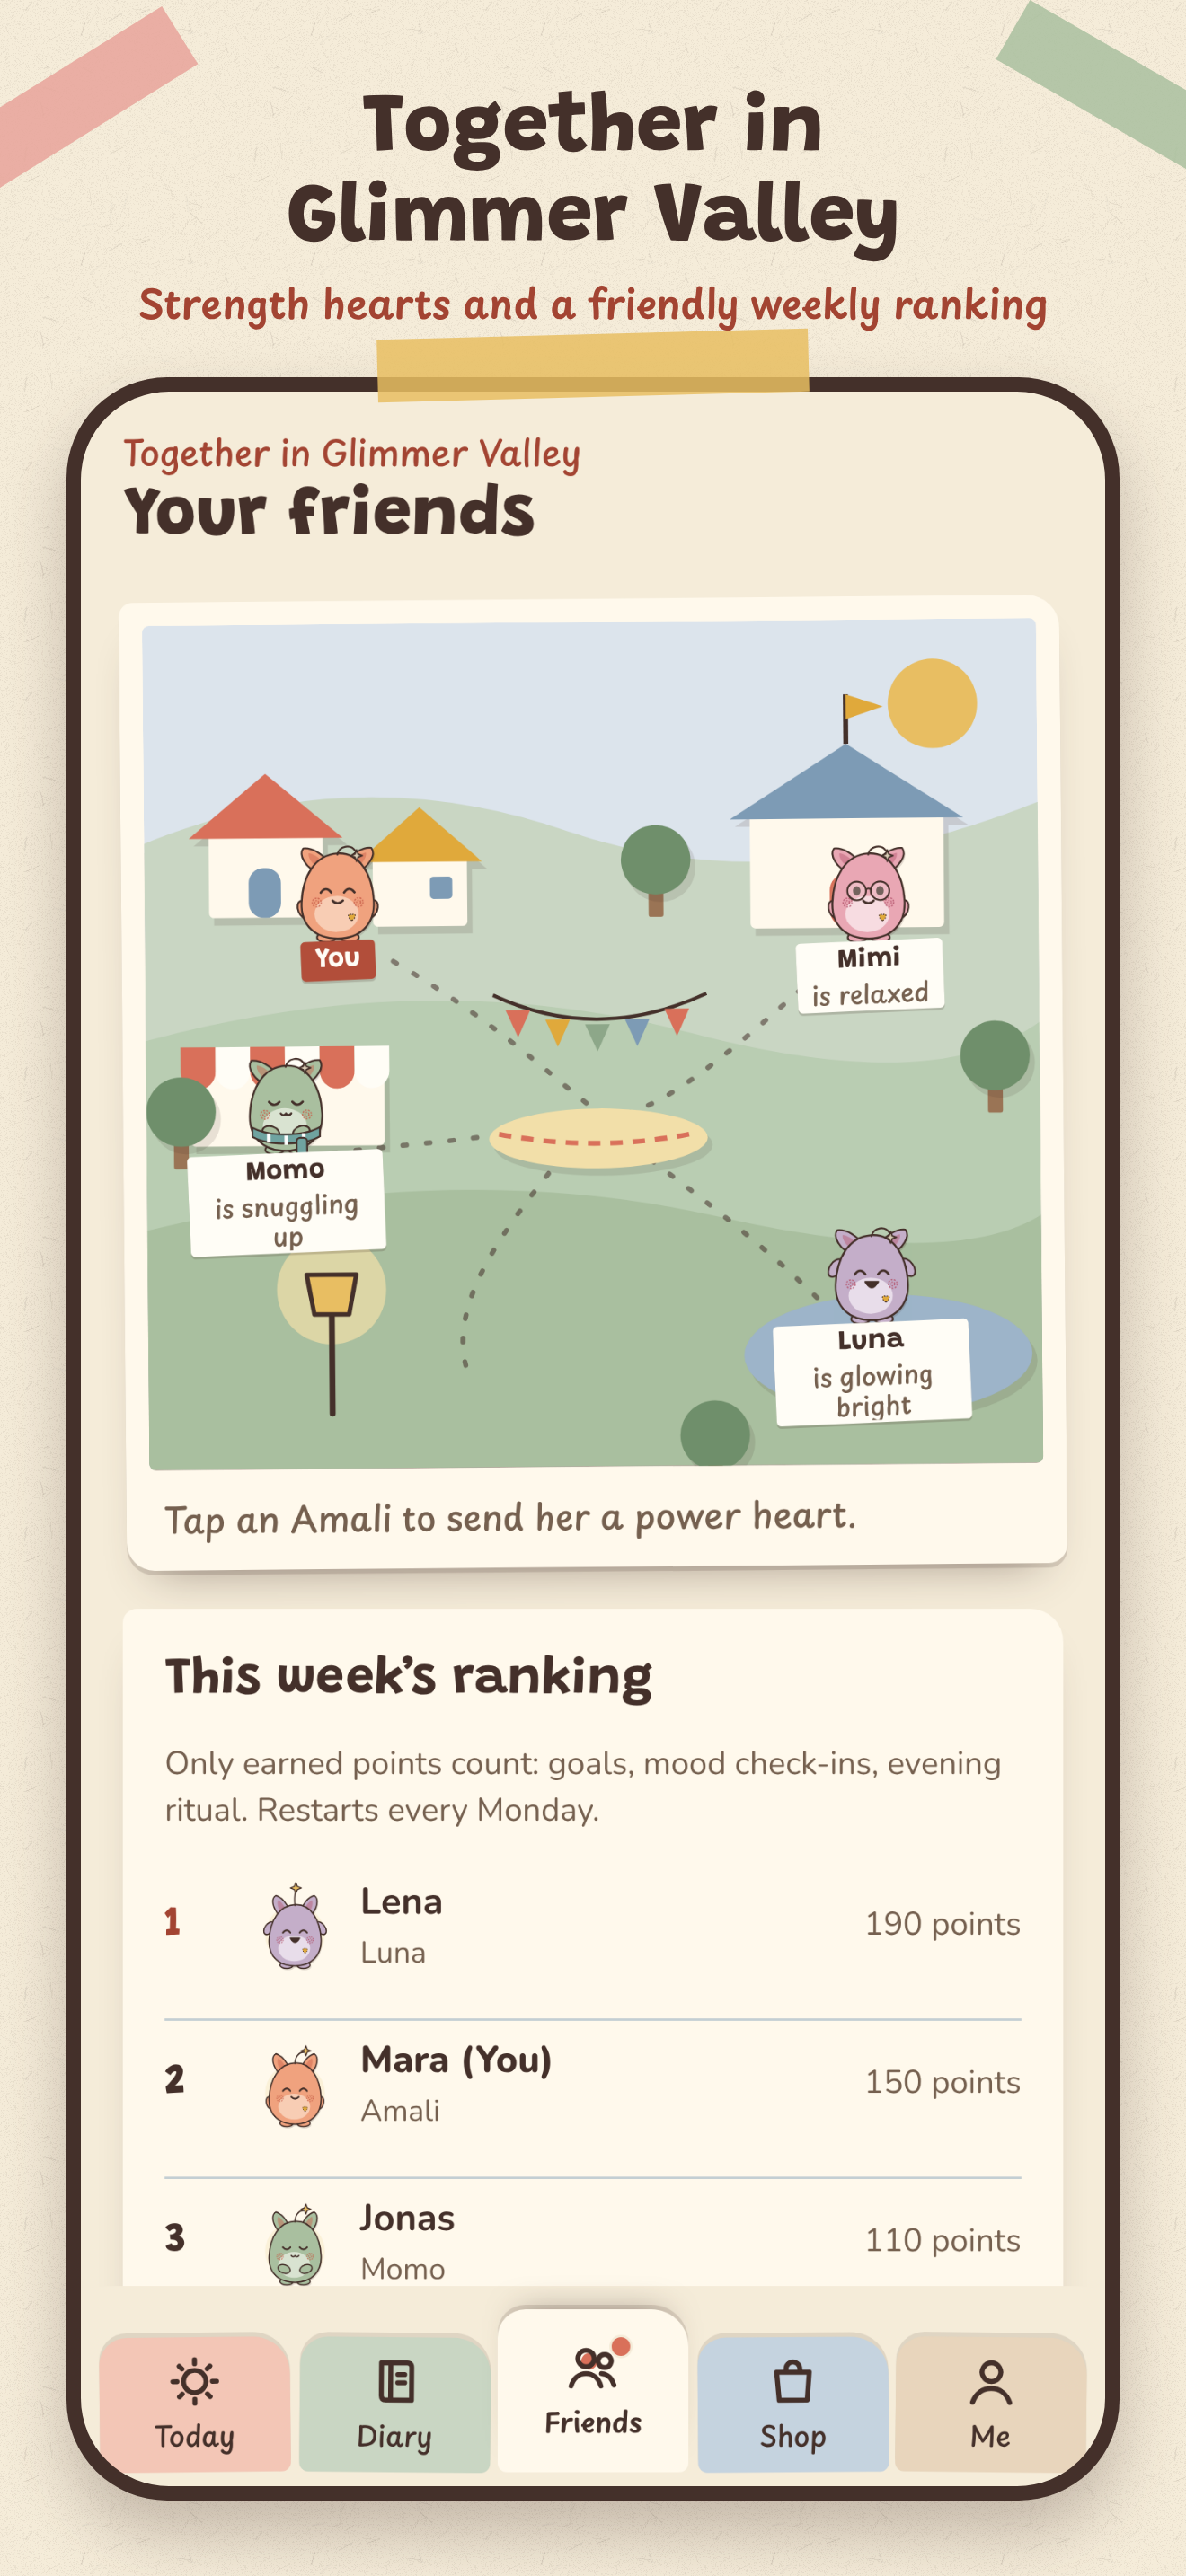 Together in
Glimmer Valley
Strength hearts and a friendly weekly ranking
Together in Glimmer Valley
Your friends
You
Mimi
is relaxed
Momo
is snuggling
up
Luna
is glowing
bright
Tap an Amali to send her a power heart.
This week’s ranking
Only earned points count: goals, mood check-ins, evening
ritual. Restarts every Monday.
1
Lena
Luna
190 points
2
Mara (You)
Amali
150 points
3
Jonas
Momo
110 points
Today
Diary
Friends
Shop
Me